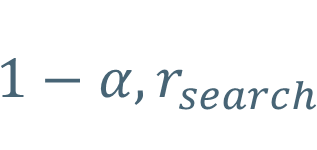 1 − α, r_search